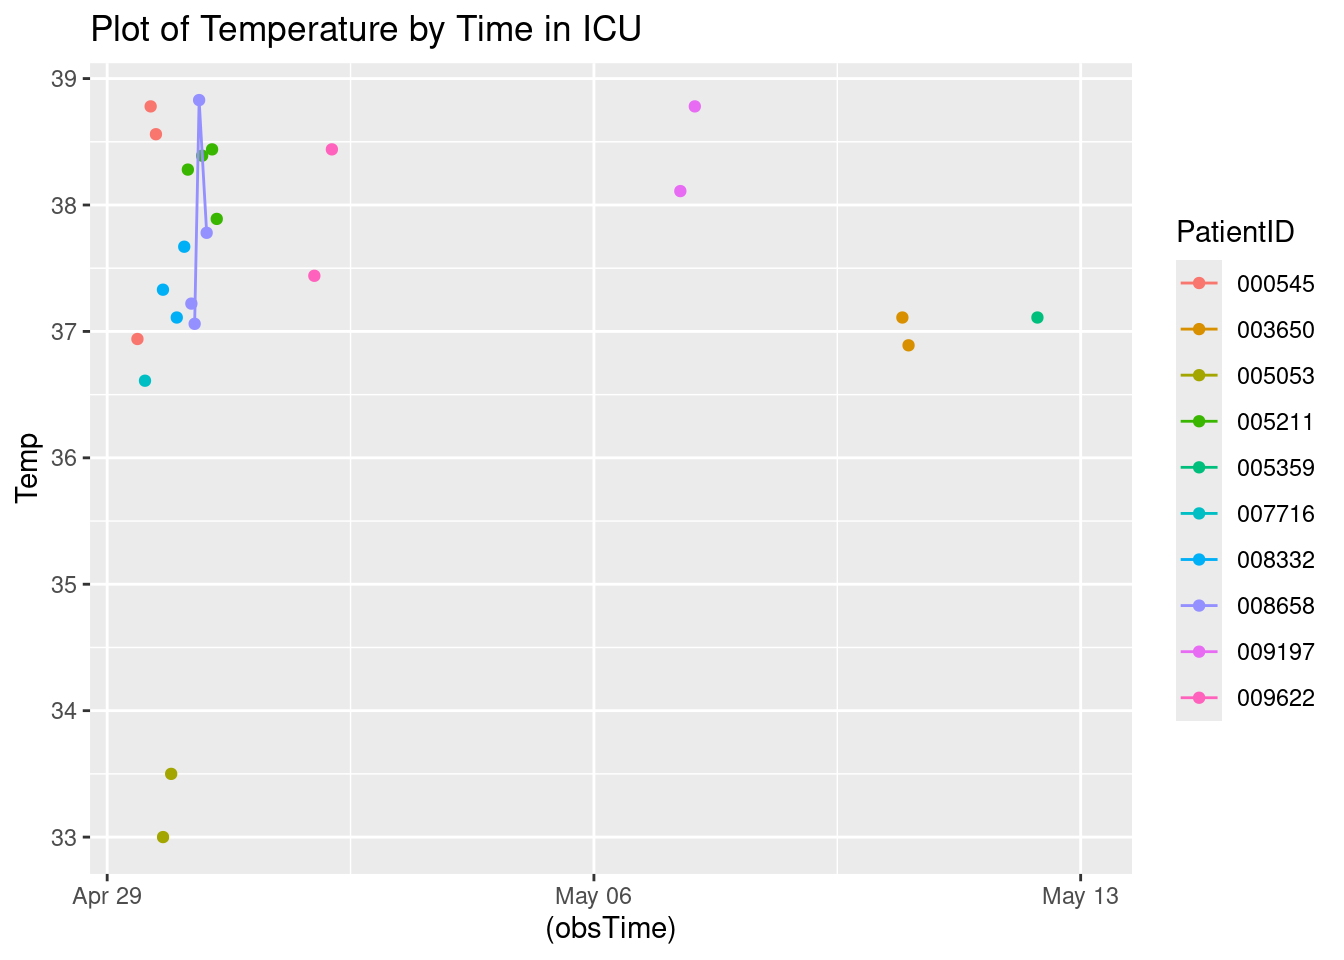 Plot of Temperature by Time in ICU
39
38
37
36
35
34
33
Temp
Apr 29
May 06
May 13
(obsTime)
PatientID
000545
003650
005053
005211
005359
007716
008332
008658
009197
009622